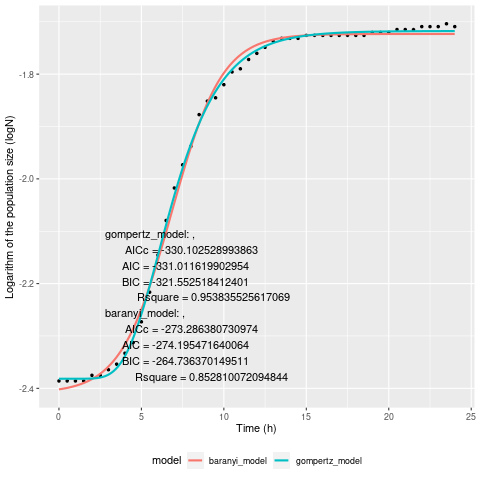 -1.8
-2.0
-2.2
-2.4
Logarithm of the population size (logN)
gompertz_model: ,
AICc = -330.102528993863
AIC = -331.011619902954
BIC = -321.552518412401
Rsquare = 0.953835525617069
baranyi_model: ,
AICc = -273.286380730974
AIC = -274.195471640064
BIC = -264.736370149511
Rsquare = 0.852810072094844
0 5 10 15 20 25
Time (h)
model baranyi_model gompertz_model